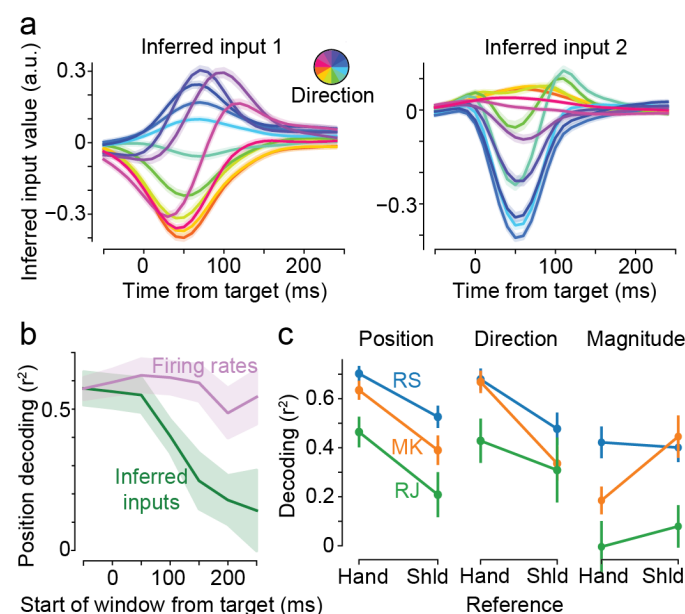 a
Inferred input 1
Inferred input 2
Direction
Inferred input value (a.u.)
0.3
0
−0.3
0
100
200
Time from target (ms)
0
−0.3
0
100
200
Time from target (ms)
b
Position decoding (r²)
0.5
0
Firing rates
Inferred
inputs
0
100
200
Start of window from target (ms)
c
Position
Direction
Magnitude
Decoding (r²)
0.6
0.4
0.2
0
RS
MK
RJ
Hand Shld
Hand Shld
Hand Shld
Reference